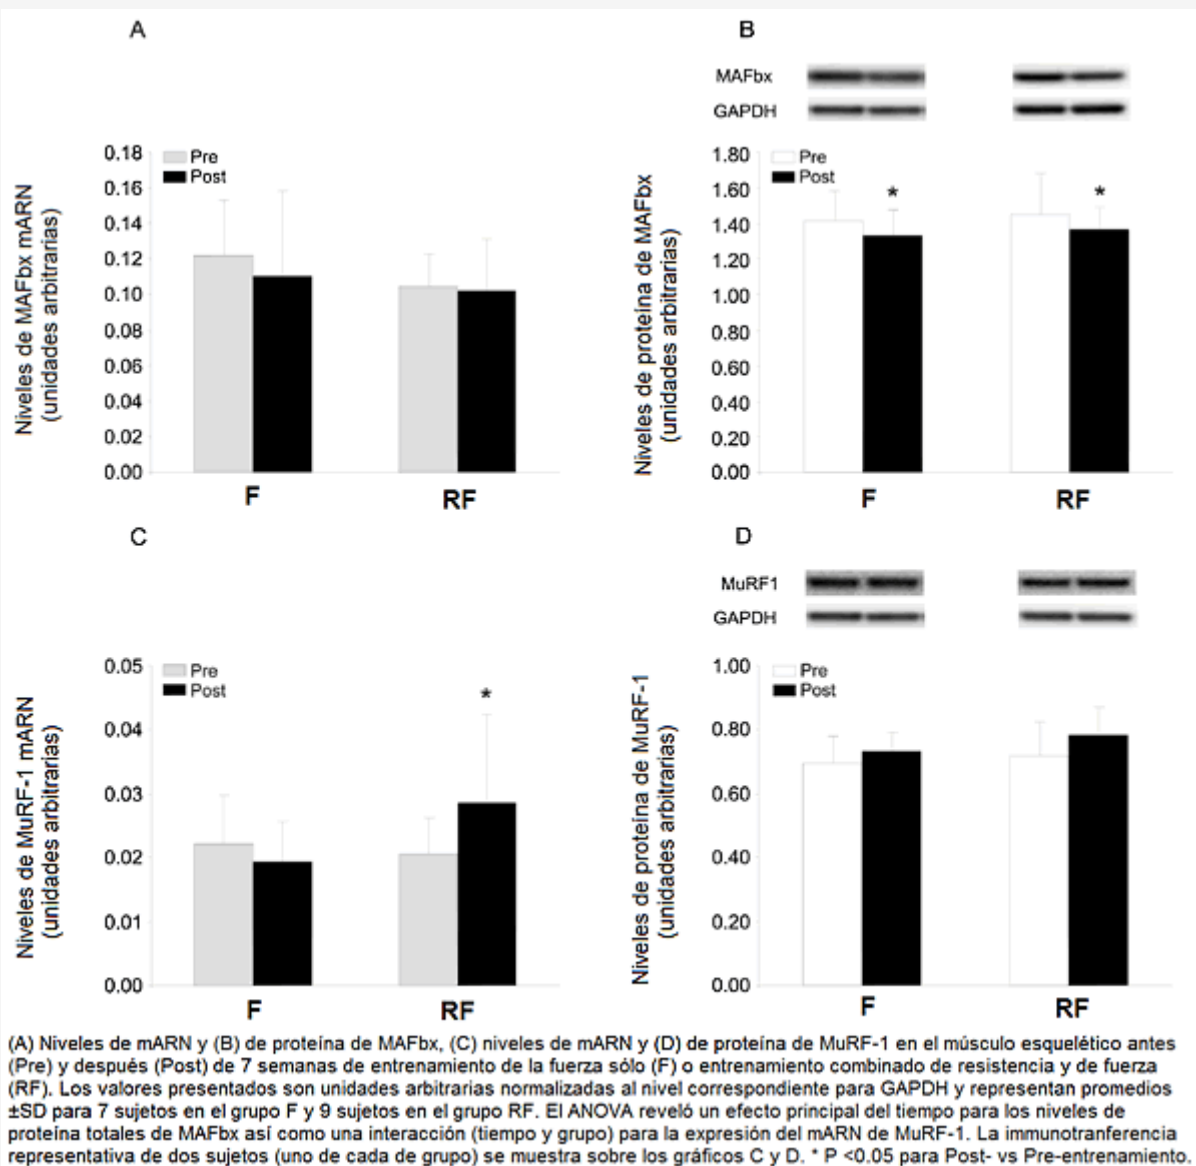 A
B
MAFbx
GAPDH
Niveles de MAFbx mARN
(unidades arbitrarias)
0.18
0.16
0.14
0.12
0.10
0.08
0.06
0.04
0.02
0.00
Pre
Post
F
RF
Niveles de proteína de MAFbx
(unidades arbitrarias)
1.80
1.60
1.40
1.20
1.00
0.80
0.60
0.40
0.20
0.00
Pre
Post
*
*
F
RF
C
D
MuRF1
GAPDH
Niveles de MuRF-1 mARN
(unidades arbitrarias)
0.05
0.04
0.03
0.02
0.01
0.00
Pre
Post
*
F
RF
Niveles de proteína de MuRF-1
(unidades arbitrarias)
1.00
0.80
0.60
0.40
0.20
0.00
Pre
Post
F
RF
(A) Niveles de mARN y (B) de proteína de MAFbx, (C) niveles de mARN y (D) de proteína de MuRF-1 en el músculo esquelético antes
(Pre) y después (Post) de 7 semanas de entrenamiento de la fuerza sólo (F) o entrenamiento combinado de resistencia y de fuerza
(RF). Los valores presentados son unidades arbitrarias normalizadas al nivel correspondiente para GAPDH y representan promedios
±SD para 7 sujetos en el grupo F y 9 sujetos en el grupo RF. El ANOVA reveló un efecto principal del tiempo para los niveles de
proteína totales de MAFbx así como una interacción (tiempo y grupo) para la expresión del mARN de MuRF-1. La immunotranferencia
representativa de dos sujetos (uno de cada de grupo) se muestra sobre los gráficos C y D. * P <0.05 para Post- vs Pre-entrenamiento.